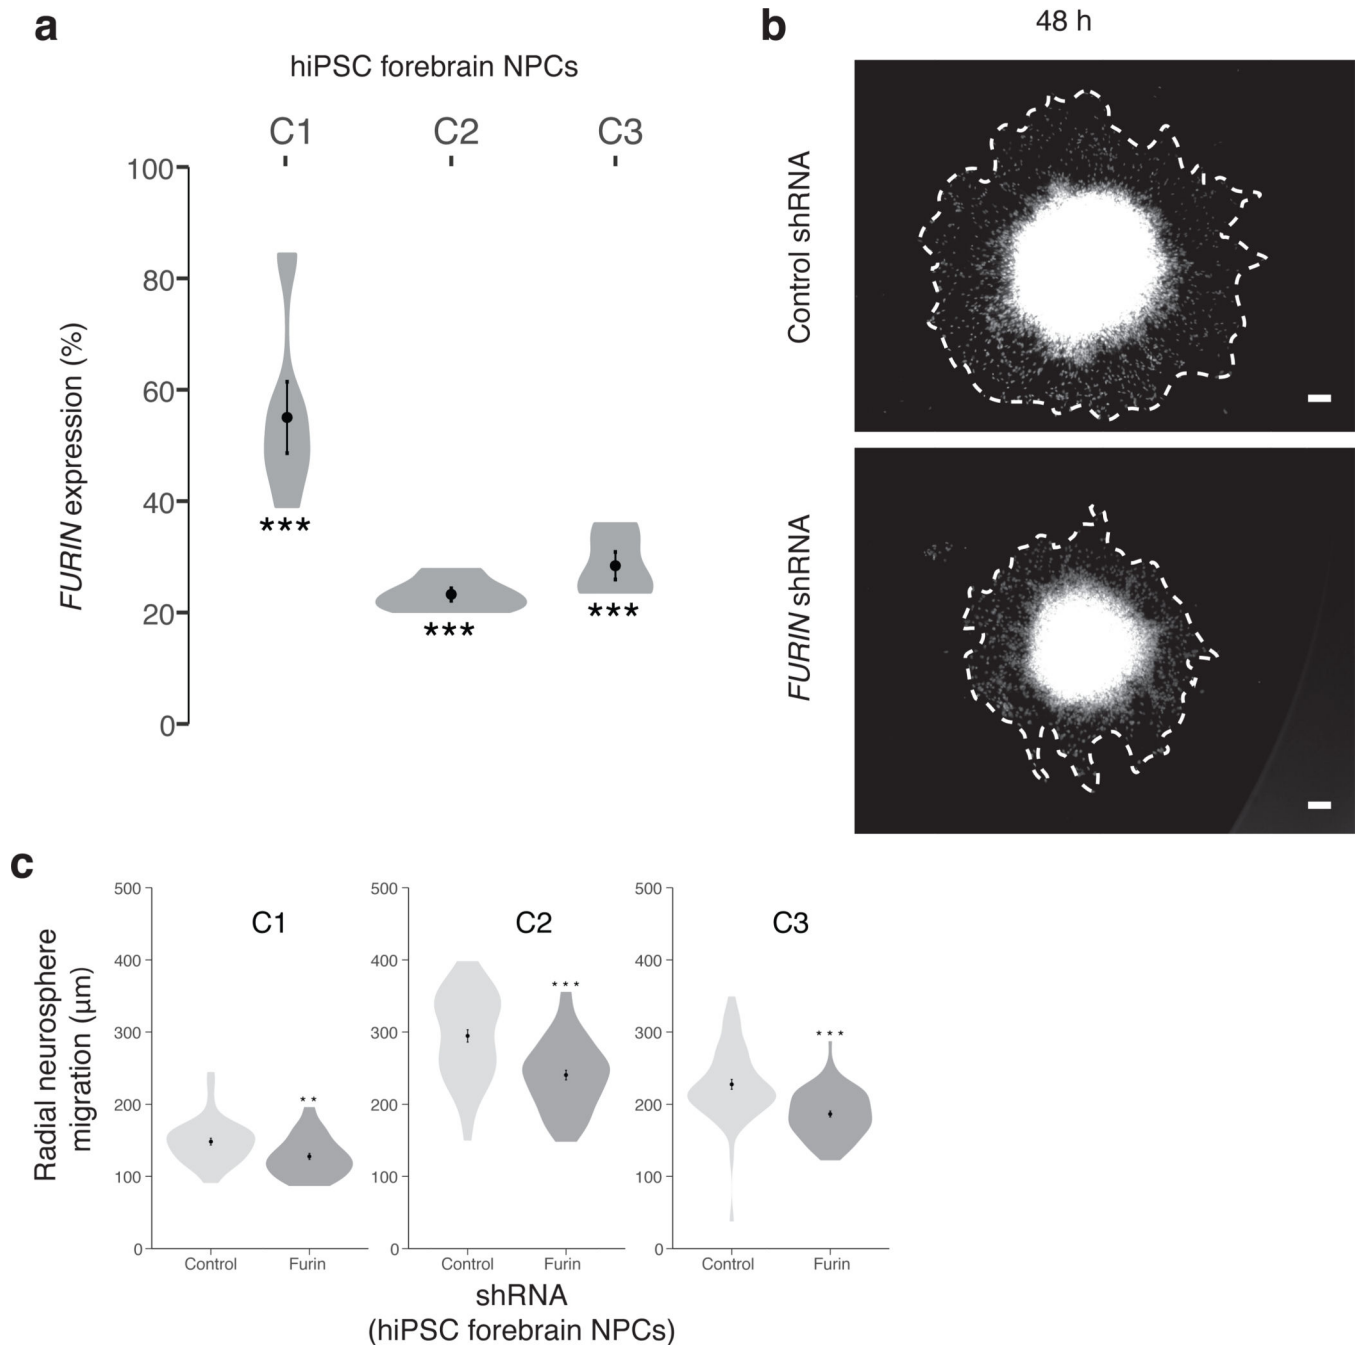 a
hiPSC forebrain NPCs
C1 C2 C3
100
80
60
40
20
0
FURIN expression (%)
***
***
***
b
48 h
Control shRNA
FURIN shRNA
c
Radial neurosphere
migration (µm)
C1
500
400
300
200
100
0
**
Control Furin
C2
500
400
300
200
100
0
***
Control Furin
C3
500
400
300
200
100
0
***
Control Furin
shRNA
(hiPSC forebrain NPCs)